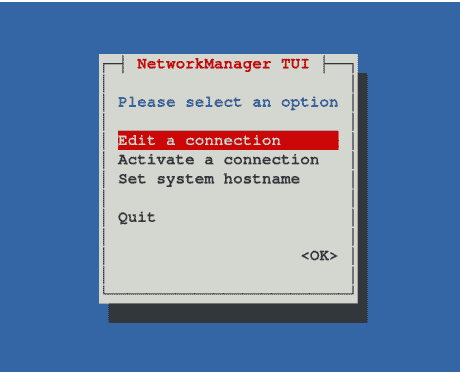 NetworkManager TUI
Please select an option
Edit a connection
Activate a connection
Set system hostname
Quit
<OK>